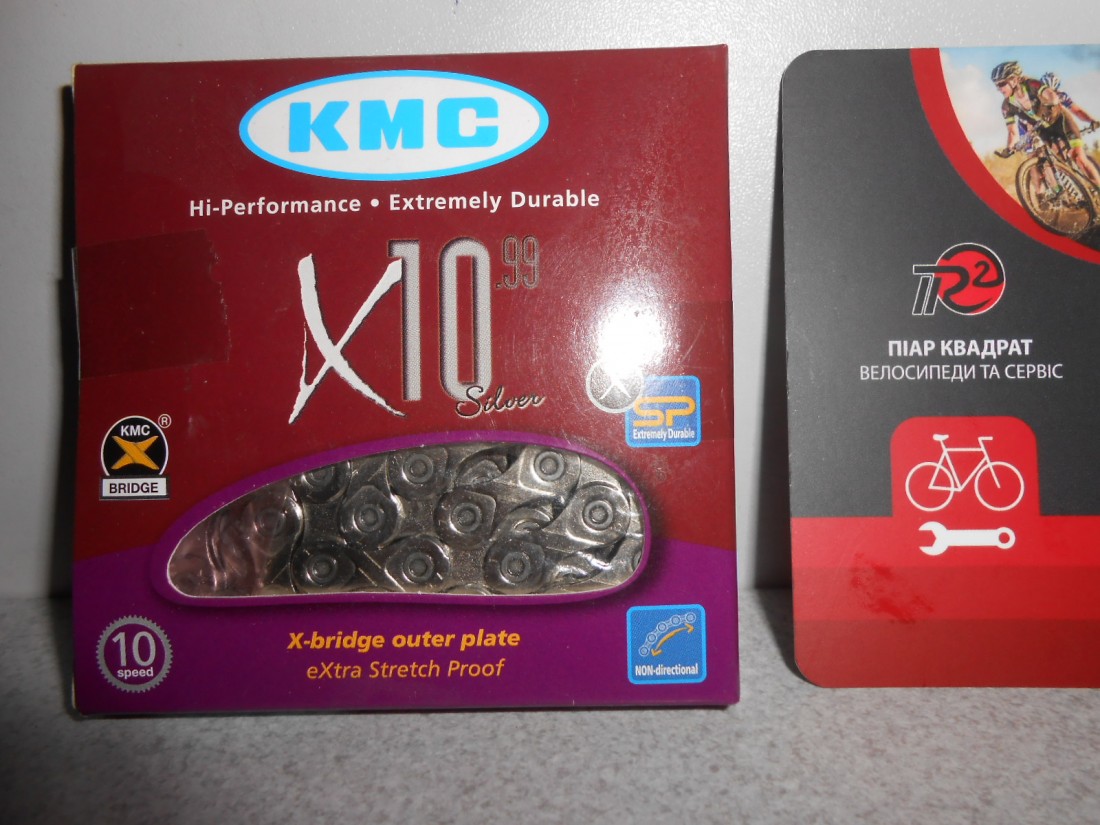 KMC
Hi-Performance • Extremely Durable
X10.99
Silver
SP
Extremely Durable
KMC ®
BRIDGE
10
speed
X-bridge outer plate
eXtra Stretch Proof
NON-directional
ПR2
ПІАР КВАДРАТ
ВЕЛОСИПЕДИ ТА СЕРВІС